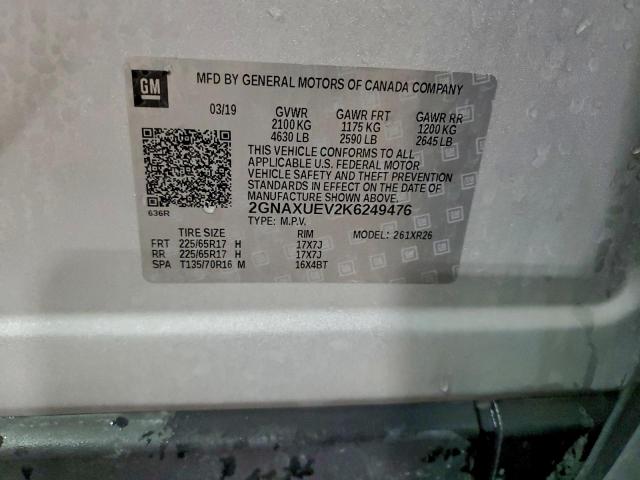 GM
MFD BY GENERAL MOTORS OF CANADA COMPANY
03/19 GVWR GAWR FRT GAWR RR
2100 KG 1175 KG 1200 KG
4630 LB 2590 LB 2645 LB
THIS VEHICLE CONFORMS TO ALL
APPLICABLE U.S. FEDERAL MOTOR
VEHICLE SAFETY AND THEFT PREVENTION
STANDARDS IN EFFECT ON THE DATE OF
MANUFACTURE SHOWN ABOVE.
636R 2GNAXUEV2K6249476
TYPE: M.P.V. MODEL: 261XR26
TIRE SIZE RIM
FRT 225/65R17 H 17X7J
RR 225/65R17 H 17X7J
SPA T135/70R16 M 16X4BT